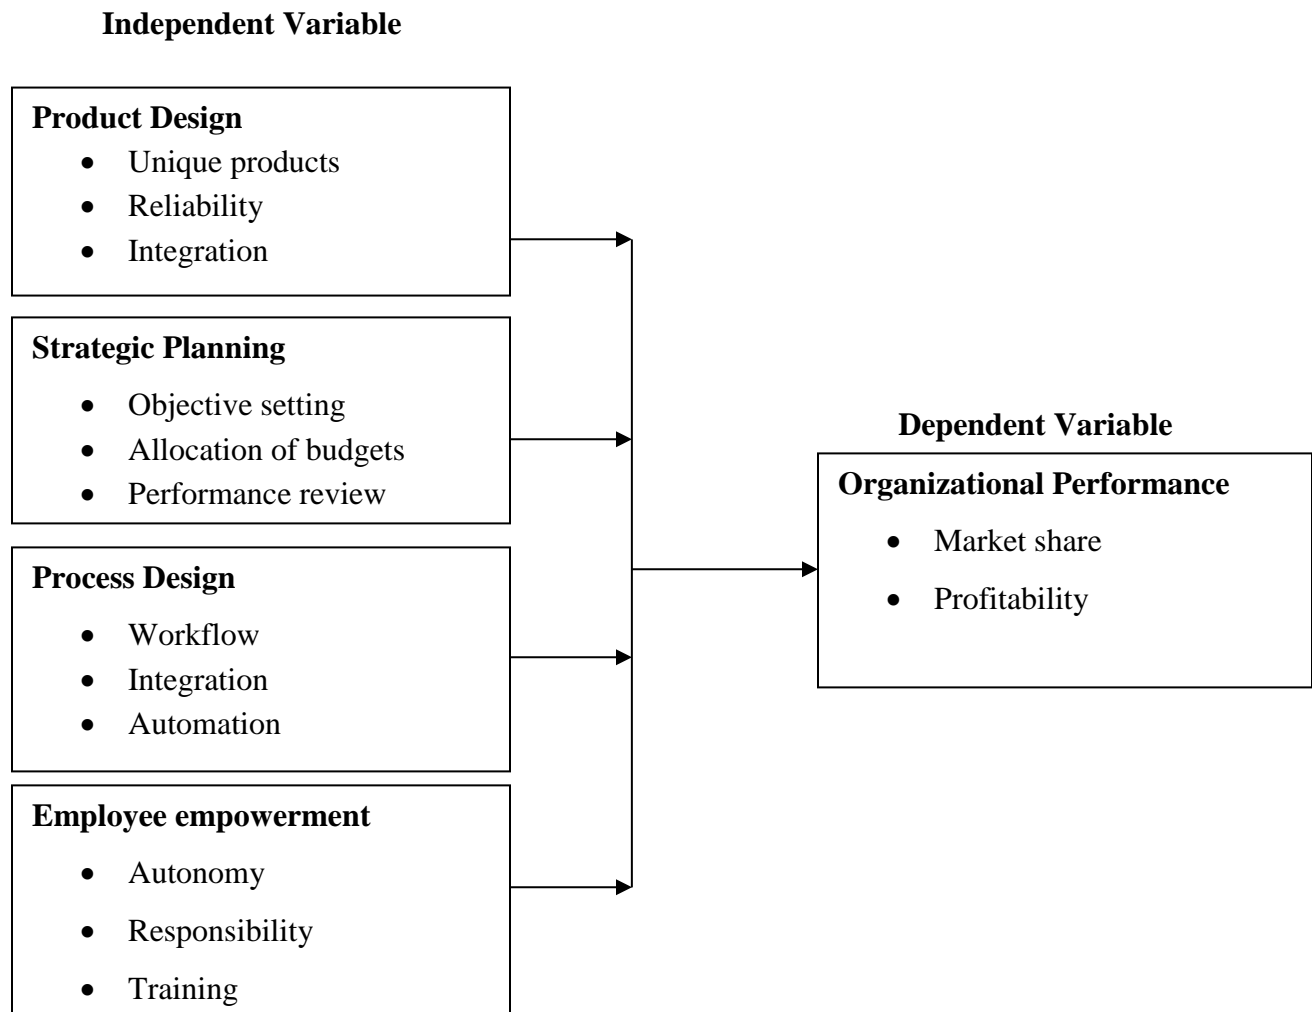 Independent Variable
Product Design
• Unique products
• Reliability
• Integration
Strategic Planning
• Objective setting
• Allocation of budgets
• Performance review
Process Design
• Workflow
• Integration
• Automation
Employee empowerment
• Autonomy
• Responsibility
• Training
Dependent Variable
Organizational Performance
• Market share
• Profitability